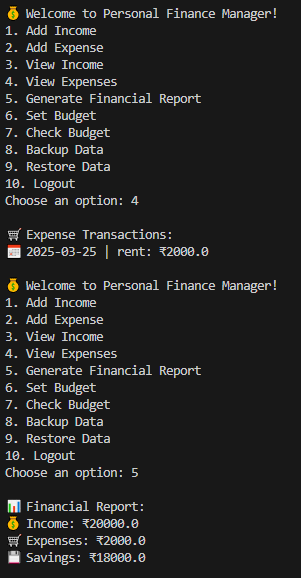 💰 Welcome to Personal Finance Manager!
1. Add Income
2. Add Expense
3. View Income
4. View Expenses
5. Generate Financial Report
6. Set Budget
7. Check Budget
8. Backup Data
9. Restore Data
10. Logout
Choose an option: 4
🛒 Expense Transactions:
📅 2025-03-25 | rent: ₹2000.0
💰 Welcome to Personal Finance Manager!
1. Add Income
2. Add Expense
3. View Income
4. View Expenses
5. Generate Financial Report
6. Set Budget
7. Check Budget
8. Backup Data
9. Restore Data
10. Logout
Choose an option: 5
📊 Financial Report:
💰 Income: ₹20000.0
🛒 Expenses: ₹2000.0
💾 Savings: ₹18000.0